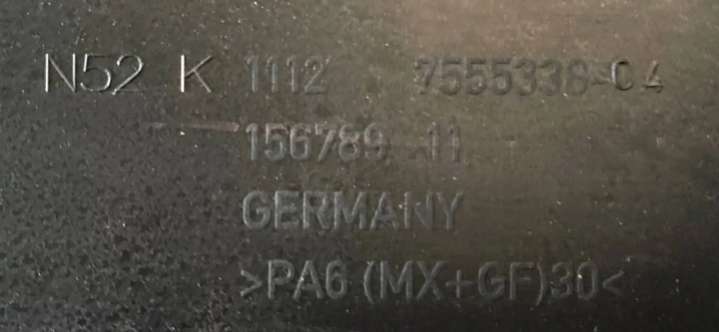 N52 K 1112 7555338-04
156789-11
GERMANY
>PA6 (MX+GF)30<